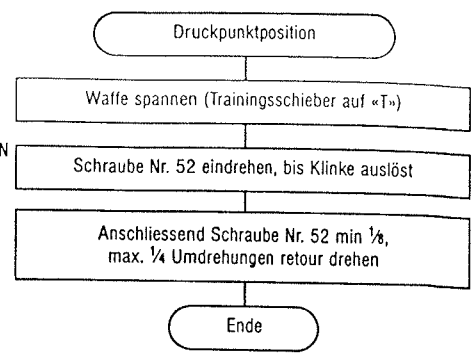 Druckpunktposition
Waffe spannen (Trainingsschieber auf «T»)
N
Schraube Nr. 52 eindrehen, bis Klinke auslöst
Anschliessend Schraube Nr. 52 min ⅛,
max. ¼ Umdrehungen retour drehen
Ende